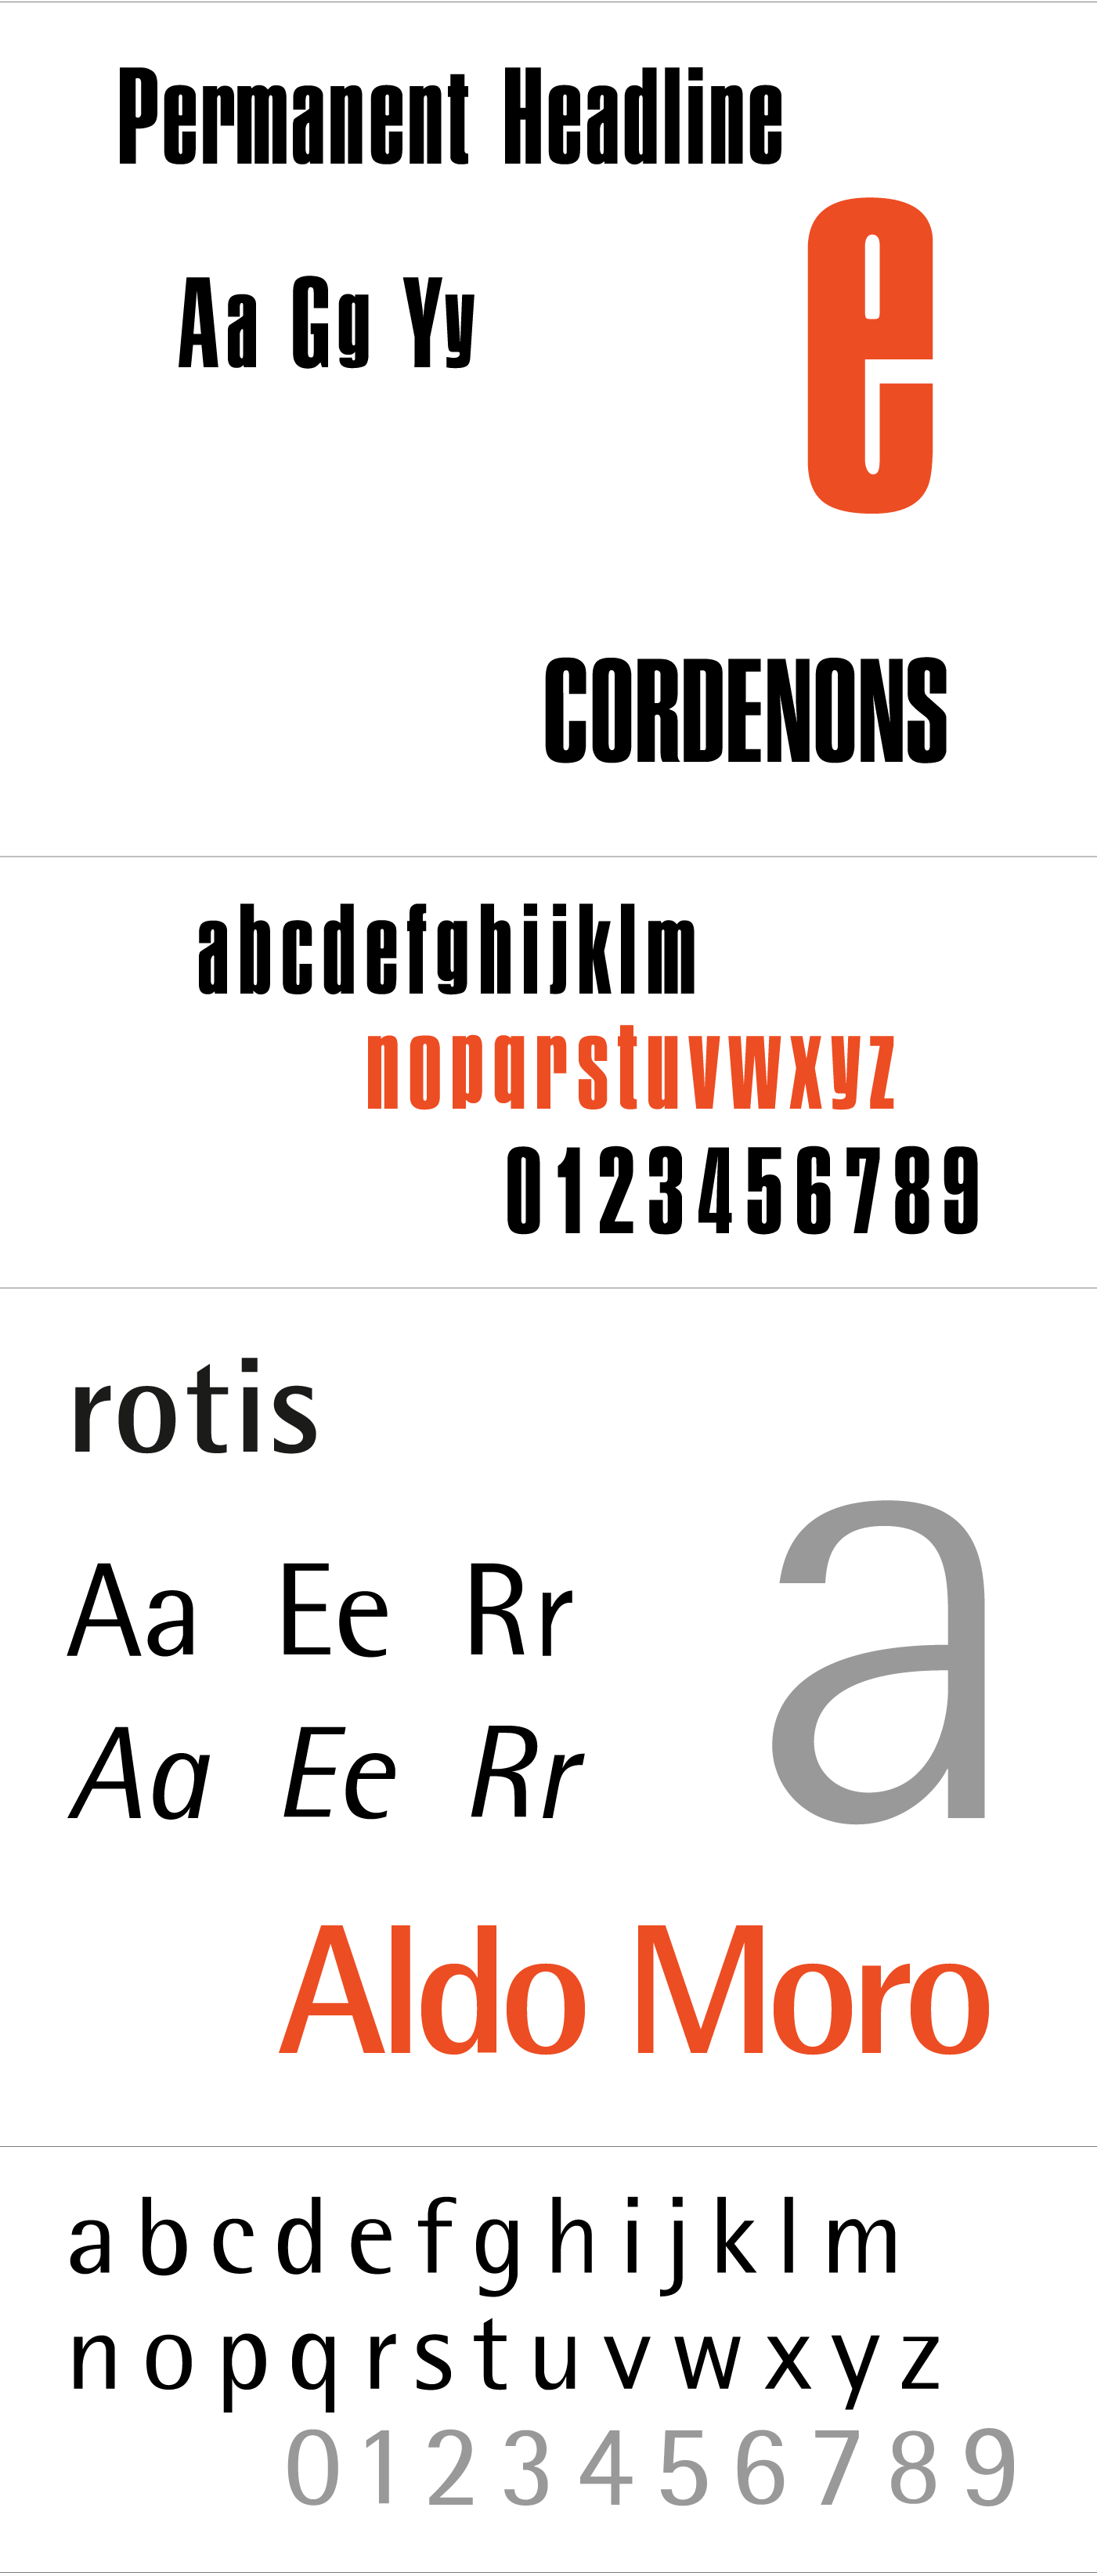 Permanent Headline
e
Aa Gg Yy
CORDENONS
abcdefghijklm
nopqrstuvwxyz
0123456789
rotis
a
Aa Ee Rr
Aa Ee Rr
Aldo Moro
a b c d e f g h i j k l m
n o p q r s t u v w x y z
0 1 2 3 4 5 6 7 8 9